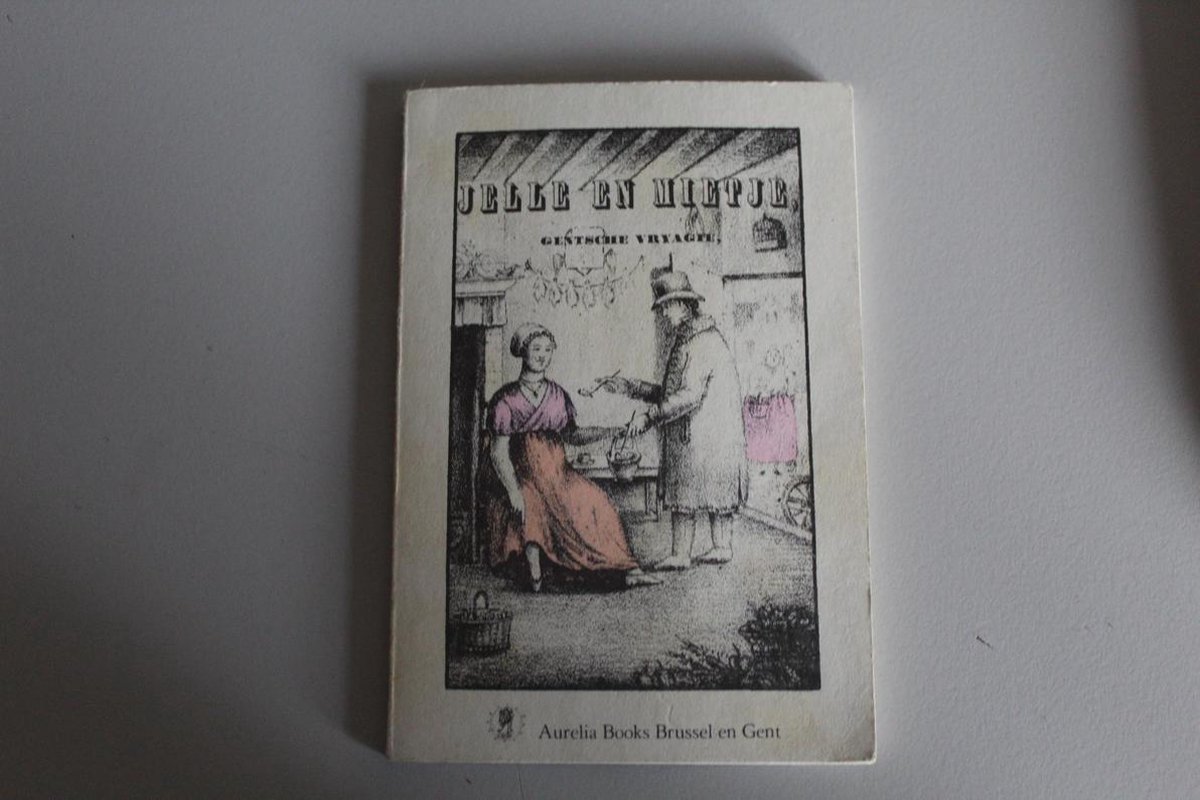 JELLE EN MIETJE
GENTSCHE VRYAGIE,
Aurelia Books Brussel en Gent